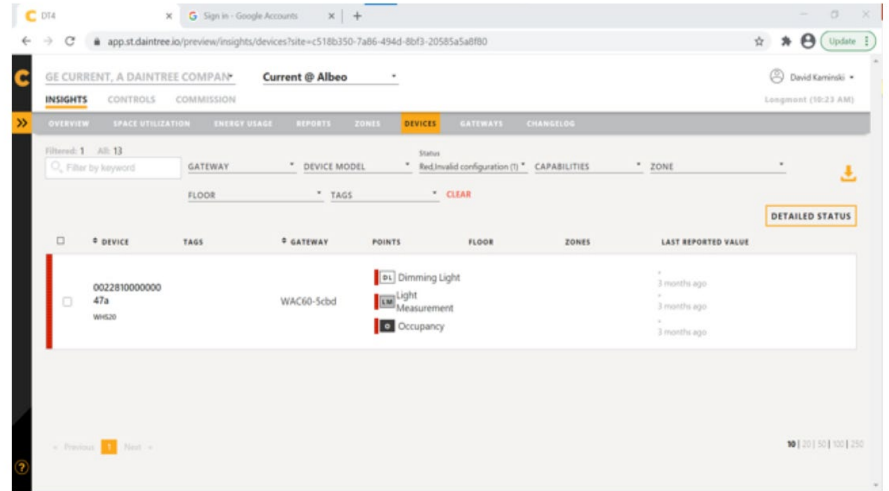 DT4
Sign in - Google Accounts
app.st.daintree.io/preview/insights/devices?site=c518b350-7a86-494d-8bf3-20585a5a8f80
Update
GE CURRENT, A DAINTREE COMPAN
Current @ Albeo
David Kaminski
INSIGHTS CONTROLS COMMISSION
Longmont (10:23 AM)
OVERVIEW SPACE UTILIZATION ENERGY USAGE REPORTS ZONES DEVICES GATEWAYS CHANGELOG
Filtered: 1 All: 13
Status
Filter by keyword GATEWAY DEVICE MODEL Red,Invalid configuration (1) CAPABILITIES ZONE
FLOOR TAGS CLEAR
DETAILED STATUS
DEVICE TAGS GATEWAY POINTS FLOOR ZONES LAST REPORTED VALUE
0022810000000
47a
WHS20
WAC60-5cbd
DL Dimming Light
LM Light
Measurement
O Occupancy
-
3 months ago
-
3 months ago
-
3 months ago
« Previous 1 Next »
10 | 20 | 50 | 100 | 250
?